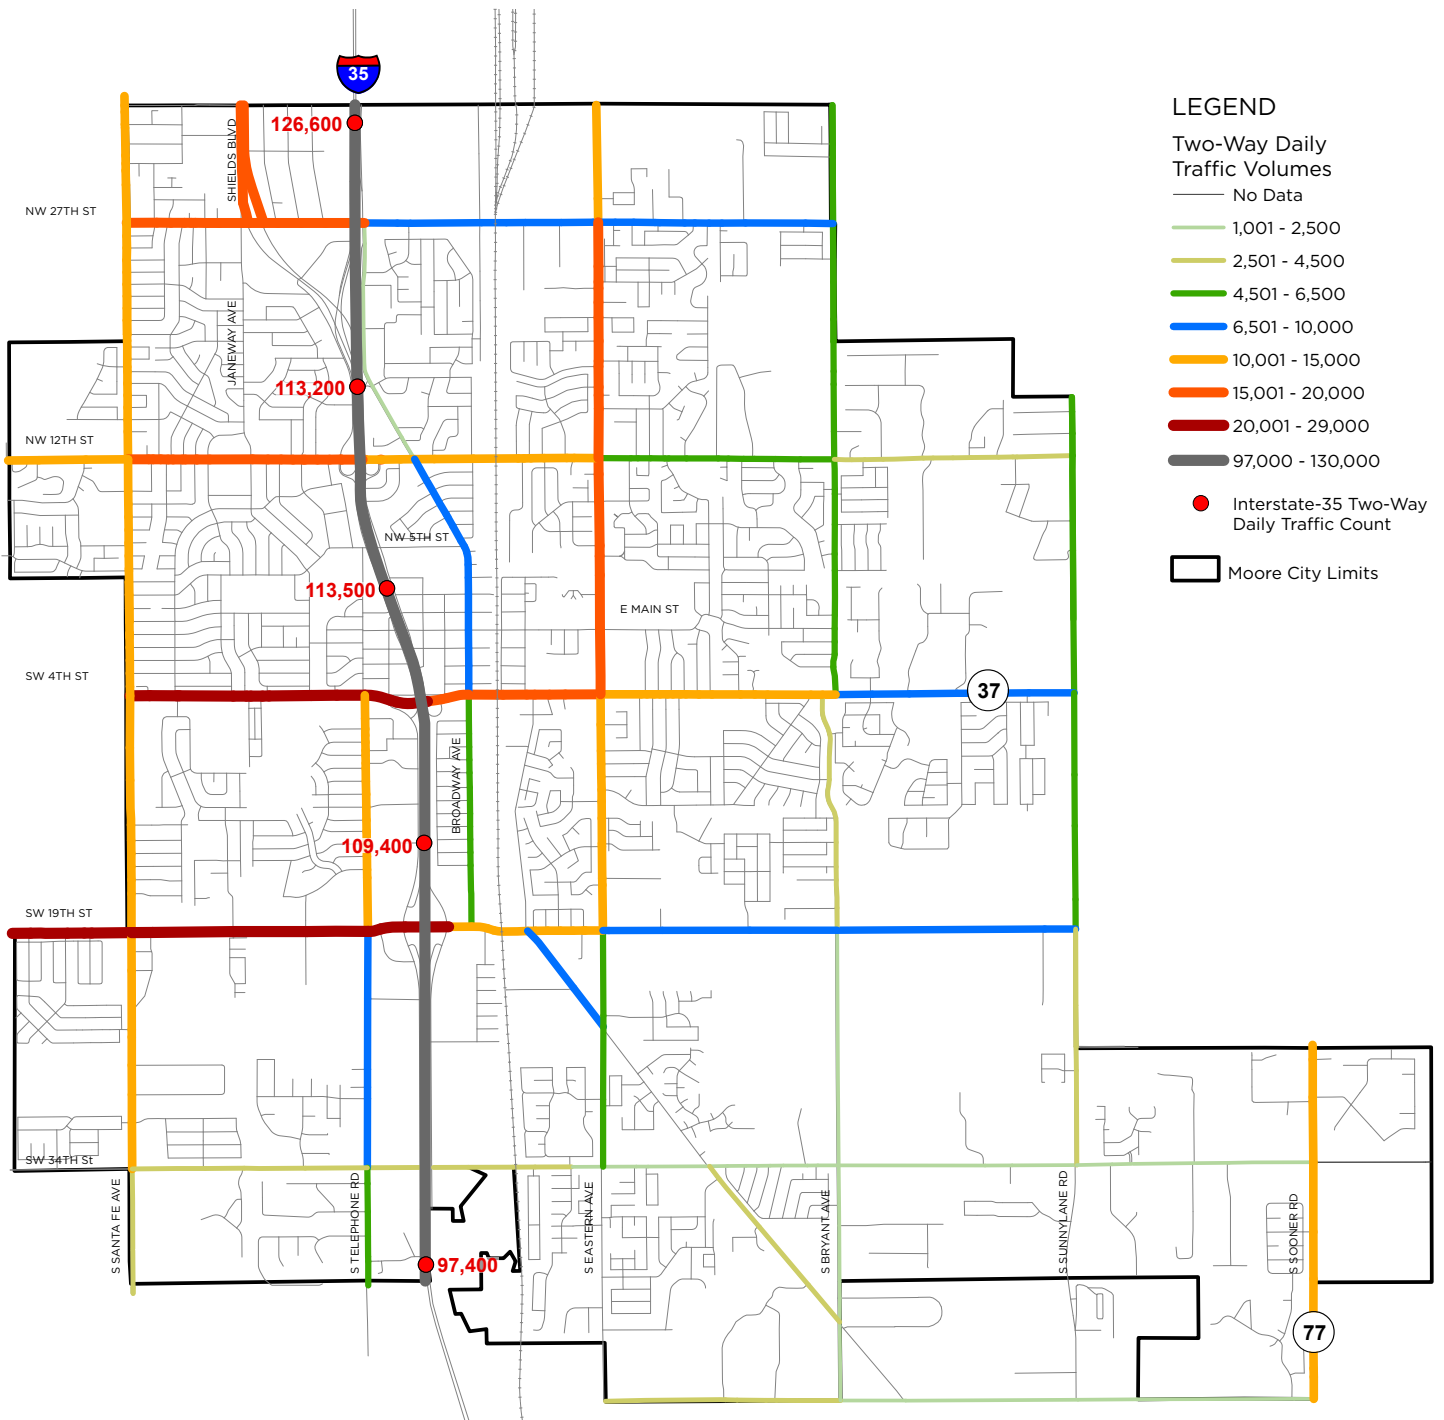 35
126,600
SHIELDS BLVD
NW 27TH ST
JANEWAY AVE
113,200
NW 12TH ST
NW 5TH ST
113,500
E MAIN ST
SW 4TH ST
37
BROADWAY AVE
109,400
SW 19TH ST
SW 34TH St
S SANTA FE AVE
S TELEPHONE RD
S EASTERN AVE
S BRYANT AVE
S SUNNYLANE RD
S SOONER RD
97,400
77
LEGEND
Two-Way Daily
Traffic Volumes
No Data
1,001 - 2,500
2,501 - 4,500
4,501 - 6,500
6,501 - 10,000
10,001 - 15,000
15,001 - 20,000
20,001 - 29,000
97,000 - 130,000
Interstate-35 Two-Way
Daily Traffic Count
Moore City Limits